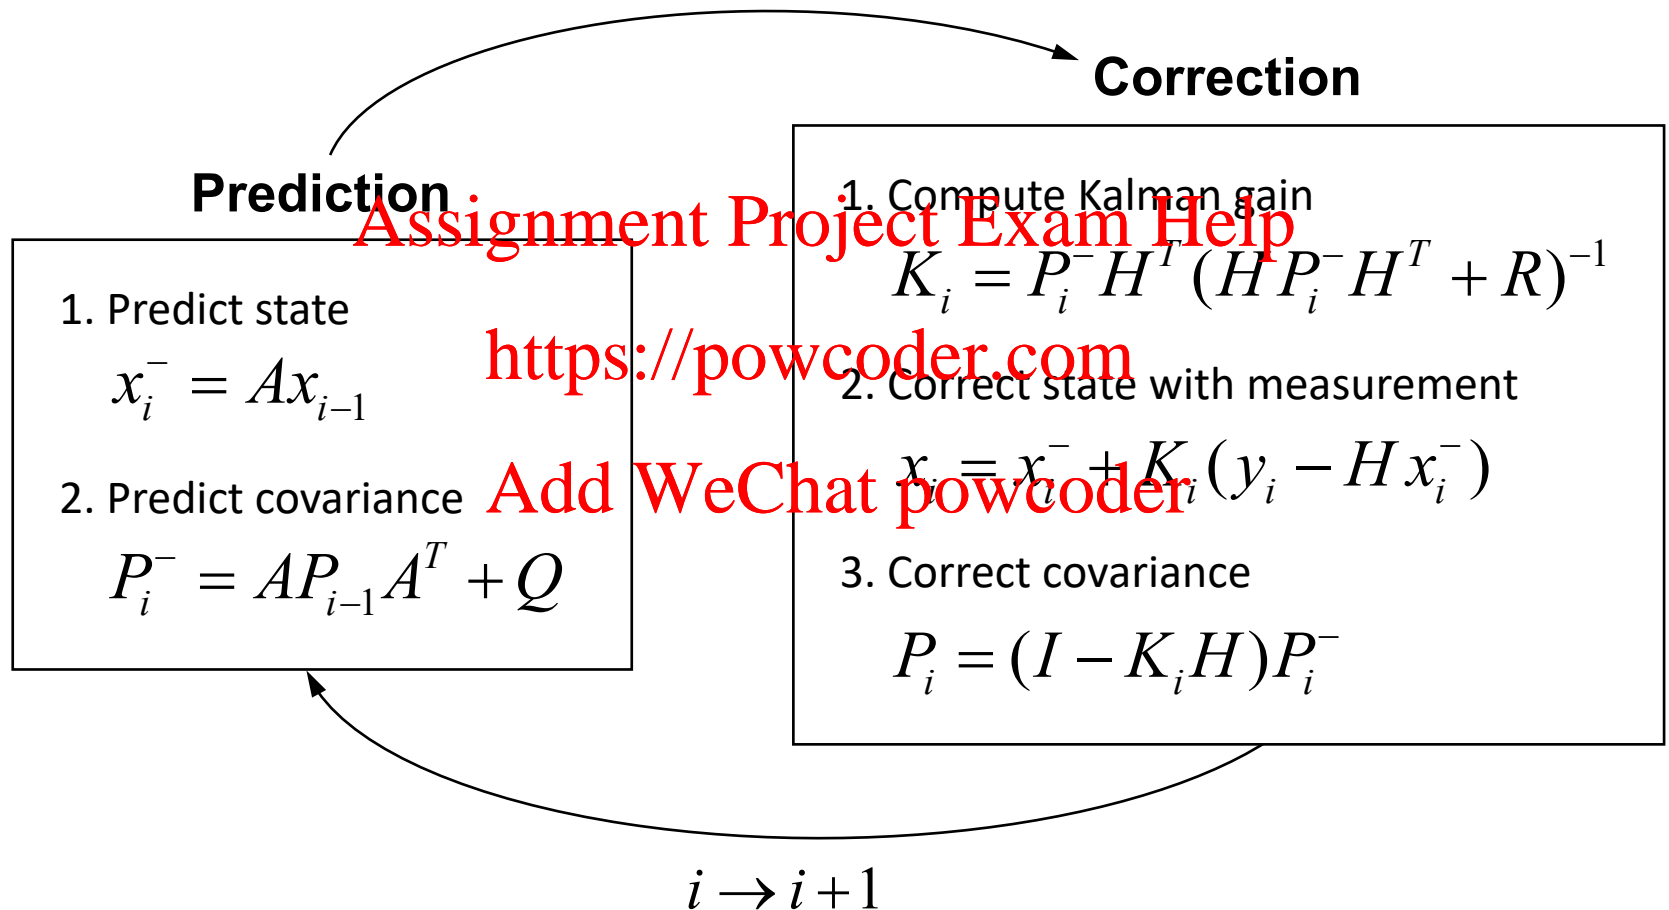 Prediction
1. Predict state
x_i^- = Ax_{i-1}
2. Predict covariance
P_i^- = AP_{i-1}A^T + Q
Correction
1. Compute Kalman gain
K_i = P_i^- H^T (H P_i^- H^T + R)^{-1}
2. Correct state with measurement
x_i = x_i^- + K_i (y_i - H x_i^-)
3. Correct covariance
P_i = (I - K_i H) P_i^-
i → i + 1
Assignment Project Exam Help
https://powcoder.com
Add WeChat powcoder